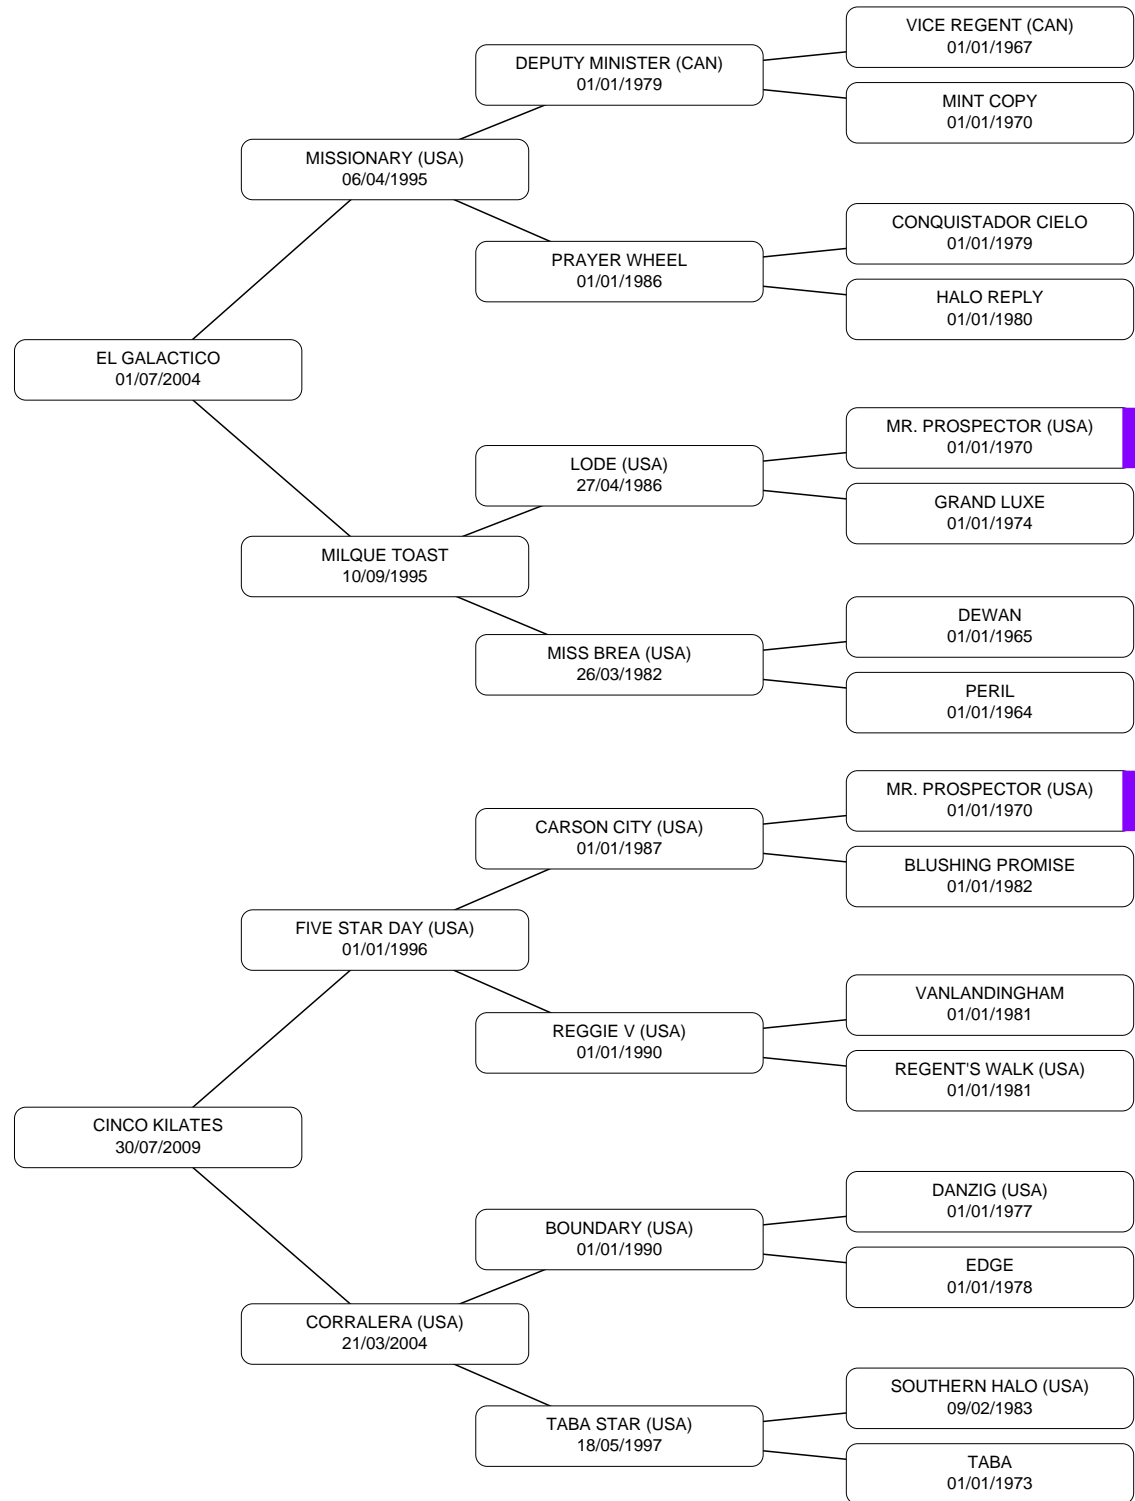 VICE REGENT (CAN)
01/01/1967
DEPUTY MINISTER (CAN)
01/01/1979
MINT COPY
01/01/1970
MISSIONARY (USA)
06/04/1995
CONQUISTADOR CIELO
01/01/1979
PRAYER WHEEL
01/01/1986
HALO REPLY
01/01/1980
EL GALACTICO
01/07/2004
MR. PROSPECTOR (USA)
01/01/1970
LODE (USA)
27/04/1986
GRAND LUXE
01/01/1974
MILQUE TOAST
10/09/1995
DEWAN
01/01/1965
MISS BREA (USA)
26/03/1982
PERIL
01/01/1964
MR. PROSPECTOR (USA)
01/01/1970
CARSON CITY (USA)
01/01/1987
BLUSHING PROMISE
01/01/1982
FIVE STAR DAY (USA)
01/01/1996
VANLANDINGHAM
01/01/1981
REGGIE V (USA)
01/01/1990
REGENT'S WALK (USA)
01/01/1981
CINCO KILATES
30/07/2009
DANZIG (USA)
01/01/1977
BOUNDARY (USA)
01/01/1990
EDGE
01/01/1978
CORRALERA (USA)
21/03/2004
SOUTHERN HALO (USA)
09/02/1983
TABA STAR (USA)
18/05/1997
TABA
01/01/1973